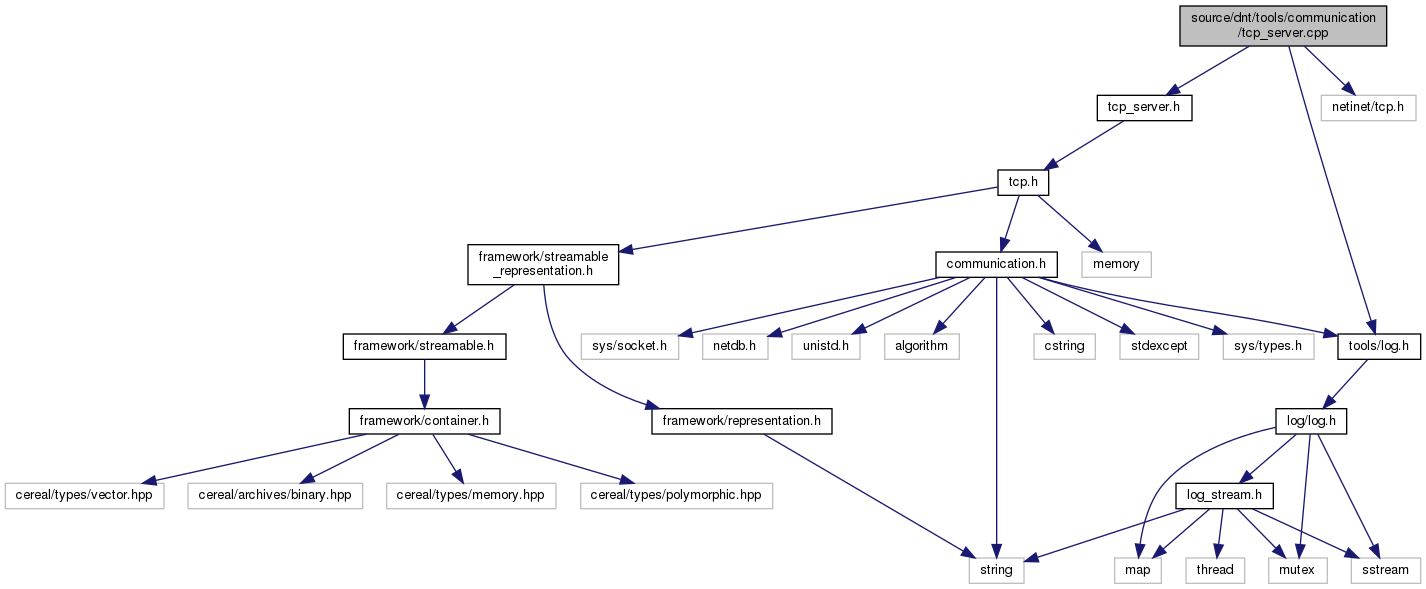 source/dnt/tools/communication
/tcp_server.cpp
tcp_server.h
netinet/tcp.h
tcp.h
framework/streamable
_representation.h
communication.h
memory
framework/streamable.h
sys/socket.h
netdb.h
unistd.h
algorithm
cstring
stdexcept
sys/types.h
tools/log.h
framework/container.h
framework/representation.h
log/log.h
cereal/types/vector.hpp
cereal/archives/binary.hpp
cereal/types/memory.hpp
cereal/types/polymorphic.hpp
log_stream.h
string
map
thread
mutex
sstream